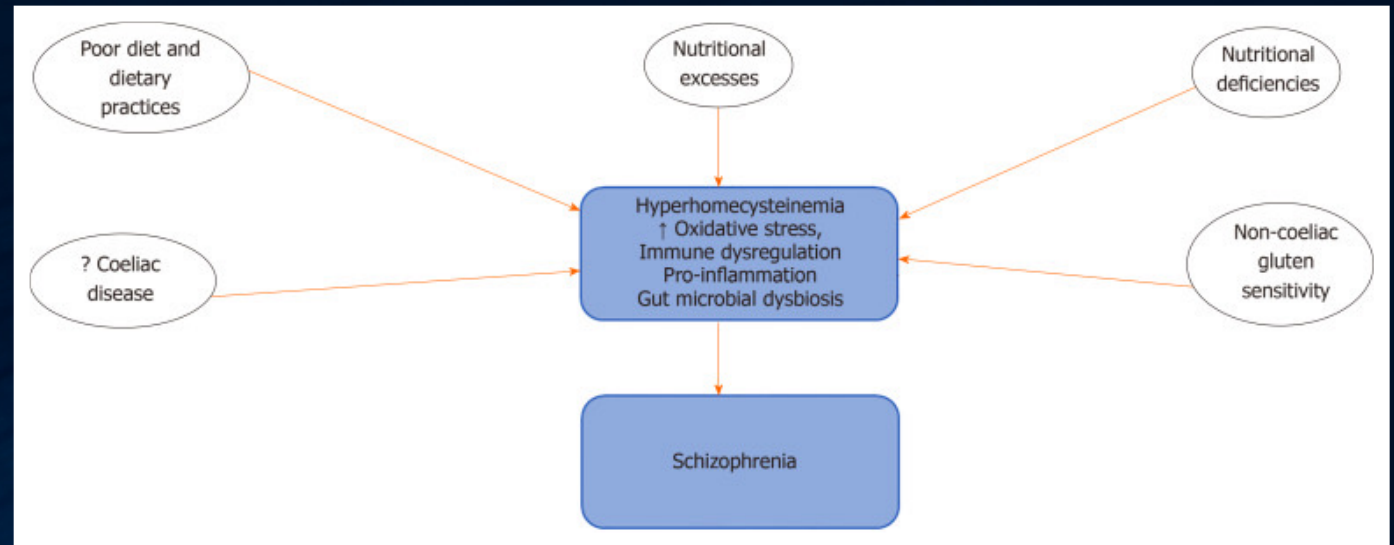 Poor diet and
dietary
practices
Nutritional
excesses
Nutritional
deficiencies
Hyperhomecysteinemia
↑ Oxidative stress,
Immune dysregulation
Pro-inflammation
Gut microbial dysbiosis
? Coeliac
disease
Non-coeliac
gluten
sensitivity
Schizophrenia